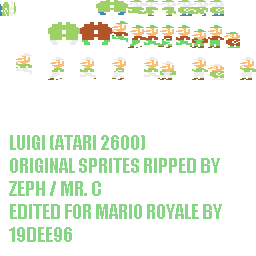 LUIGI (ATARI 2600)
ORIGINAL SPRITES RIPPED BY
ZEPH / MR. C
EDITED FOR MARIO ROYALE BY
19DEE96